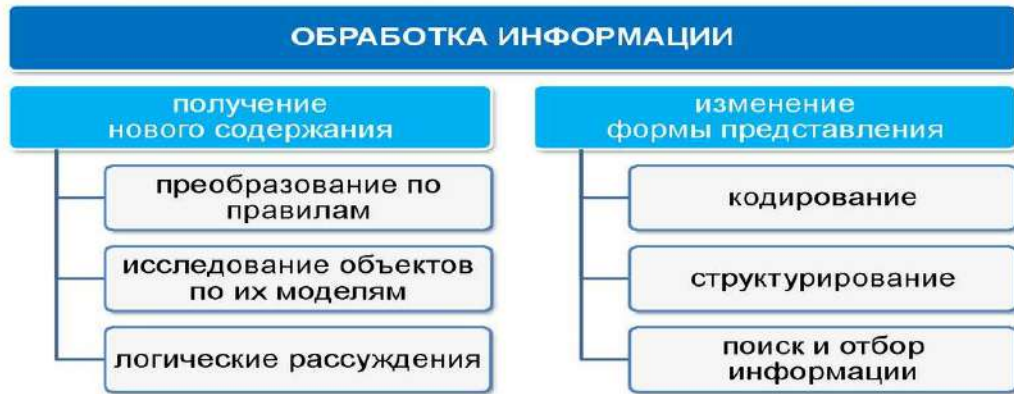 ОБРАБОТКА ИНФОРМАЦИИ
получение
нового содержания
преобразование по
правилам
исследование объектов
по их моделям
логические рассуждения
изменение
формы представления
кодирование
структурирование
поиск и отбор
информации